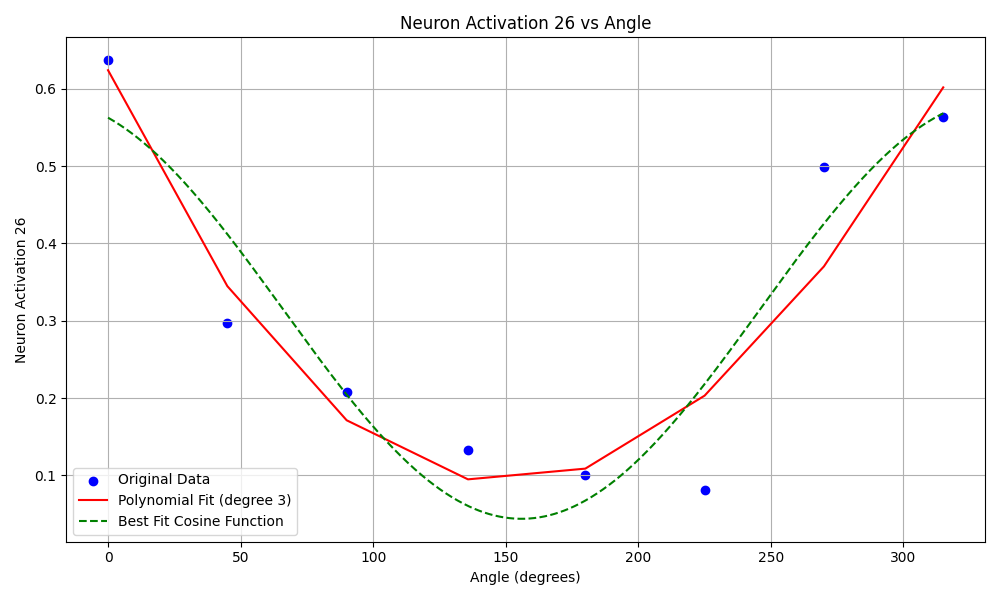 Neuron Activation 26 vs Angle
Neuron Activation 26
0.6
0.5
0.4
0.3
0.2
0.1
Original Data
Polynomial Fit (degree 3)
Best Fit Cosine Function
0 50 100 150 200 250 300
Angle (degrees)